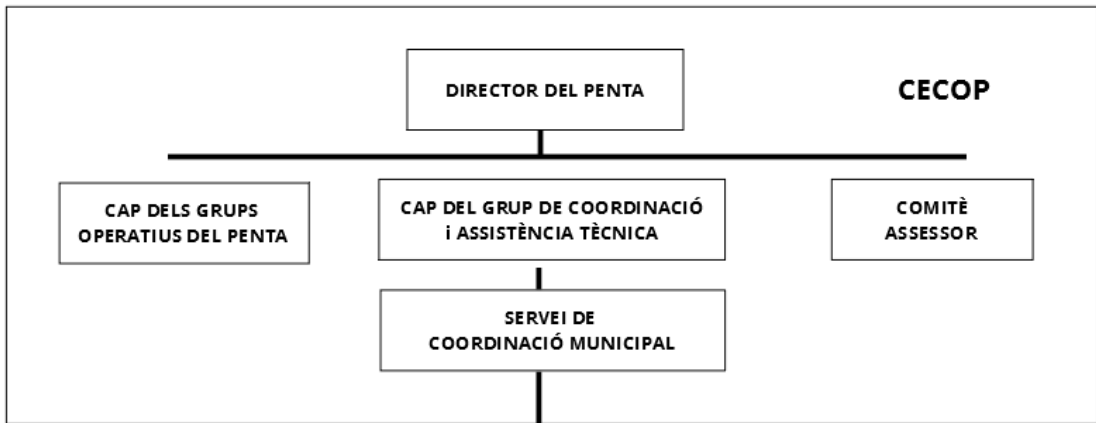 DIRECTOR DEL PENTA
CECOP
CAP DELS GRUPS
OPERATIUS DEL PENTA
CAP DEL GRUP DE COORDINACIÓ
i ASSISTÈNCIA TÈCNICA
COMITÈ
ASSESSOR
SERVEI DE
COORDINACIÓ MUNICIPAL